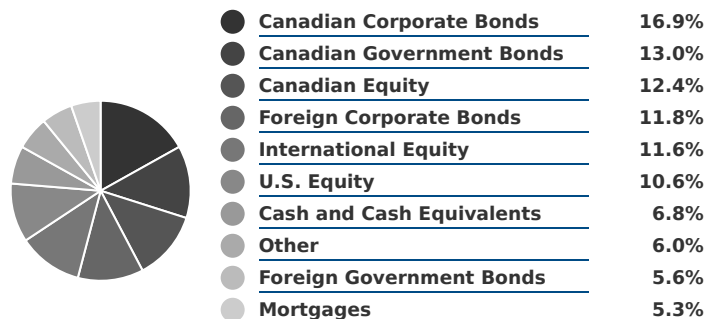 Canadian Corporate Bonds 16.9%
Canadian Government Bonds 13.0%
Canadian Equity 12.4%
Foreign Corporate Bonds 11.8%
International Equity 11.6%
U.S. Equity 10.6%
Cash and Cash Equivalents 6.8%
Other 6.0%
Foreign Government Bonds 5.6%
Mortgages 5.3%